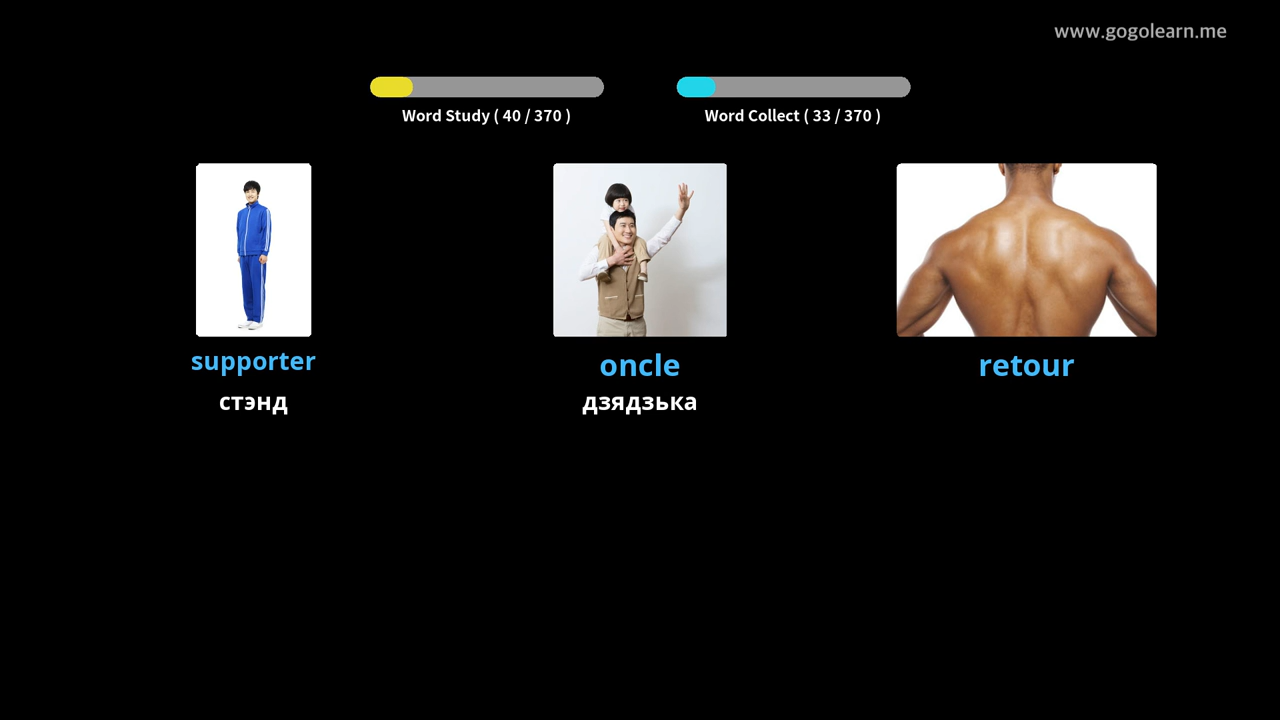 www.gogolearn.me
Word Study ( 40 / 370 )
Word Collect ( 33 / 370 )
supporter
oncle
retour
стэнд
дзядзька